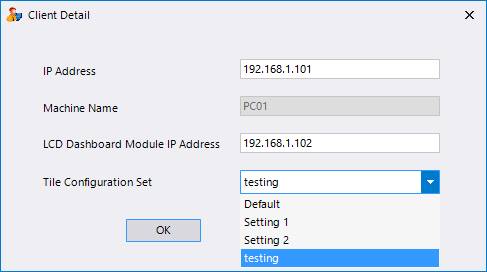 Client Detail
IP Address 192.168.1.101
Machine Name PC01
LCD Dashboard Module IP Address 192.168.1.102
Tile Configuration Set testing
Default
Setting 1
Setting 2
testing
OK